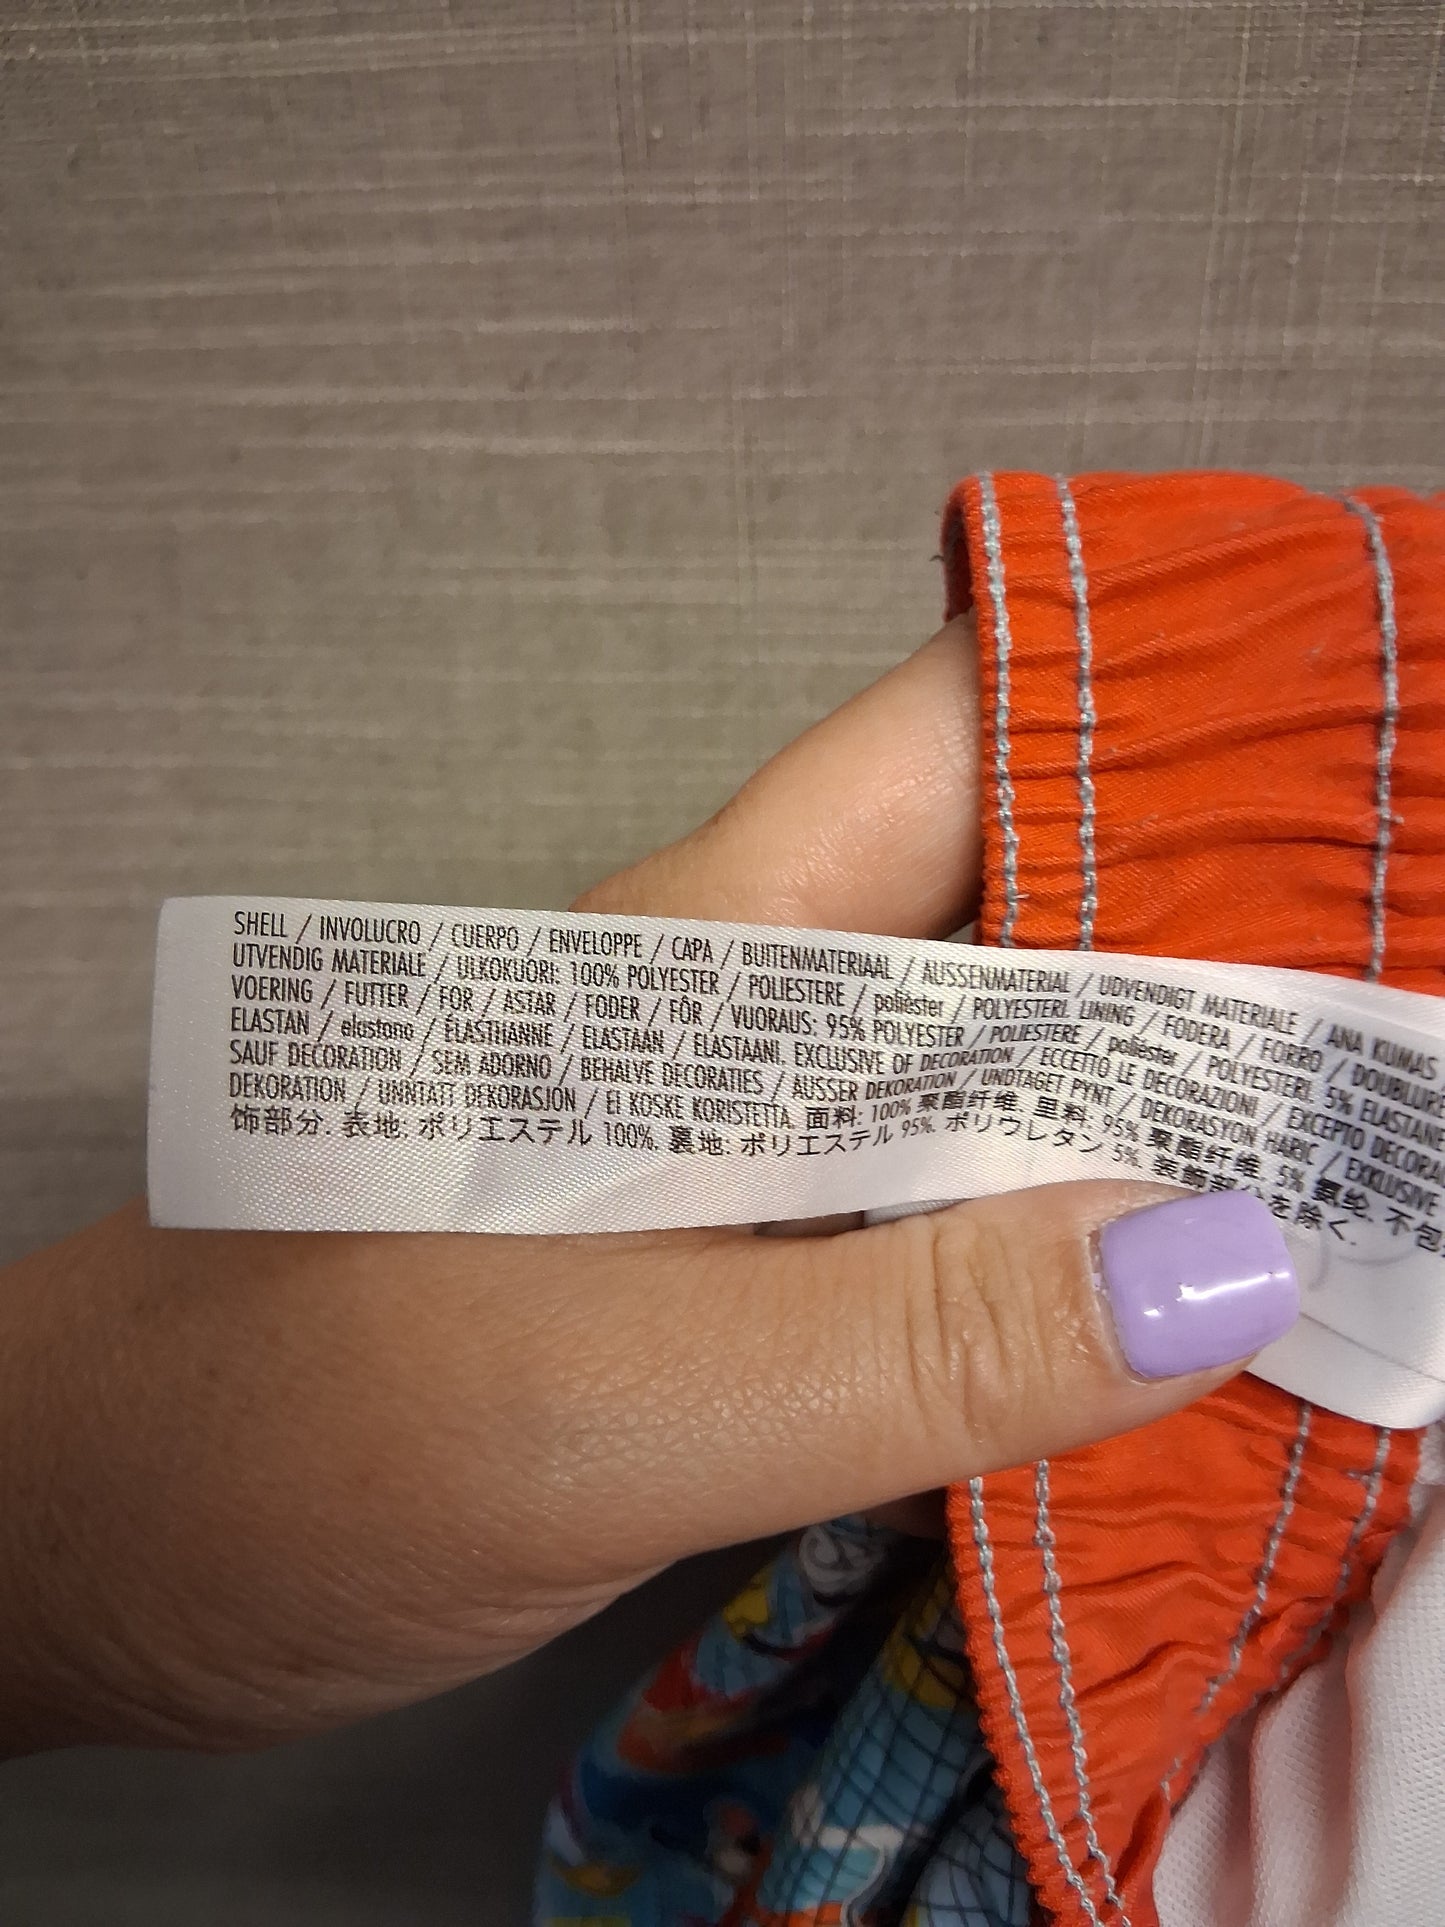 SHELL / INVOLUCRO / CUERPO / ENVELOPPE / CAPA / BUITENMATERIAAL / AUSSENMATERIAL / UDVENDIGT MATERIALE / ANA KUMAS /
UTVENDIG MATERIALE / ULKOKUORI: 100% POLYESTER / POLIESTERE / poliéster / POLYESTERI. LINING / FODERA / FORRO / DOUBLURE
VOERING / FUTTER / FOR / ASTAR / FODER / FÔR / VUORAUS: 95% POLYESTER / POLIESTERE / poliéster / POLYESTERI. 5% ELASTANE
ELASTAN / elastano / ÉLASTHANNE / ELASTAAN / ELASTAANI. EXCLUSIVE OF DECORATION / ECCETTO LE DECORAZIONI / EXCEPTO DECORA
SAUF DECORATION / SEM ADORNO / BEHALVE DECORATIES / AUSSER DEKORATION / UNDTAGET PYNT / DEKORASYON HARIC / EXKLUSIVE
DEKORATION / UNNTATT DEKORASJON / EI KOSKE KORISTETTA. 面料: 100% 聚酯纤维. 里料: 95% 聚酯纤维. 5% 氨纶. 不包
饰部分. 表地: ポリエステル 100%. 裏地: ポリエステル 95%. ポリウレタン 5%. 装飾部分を除く.